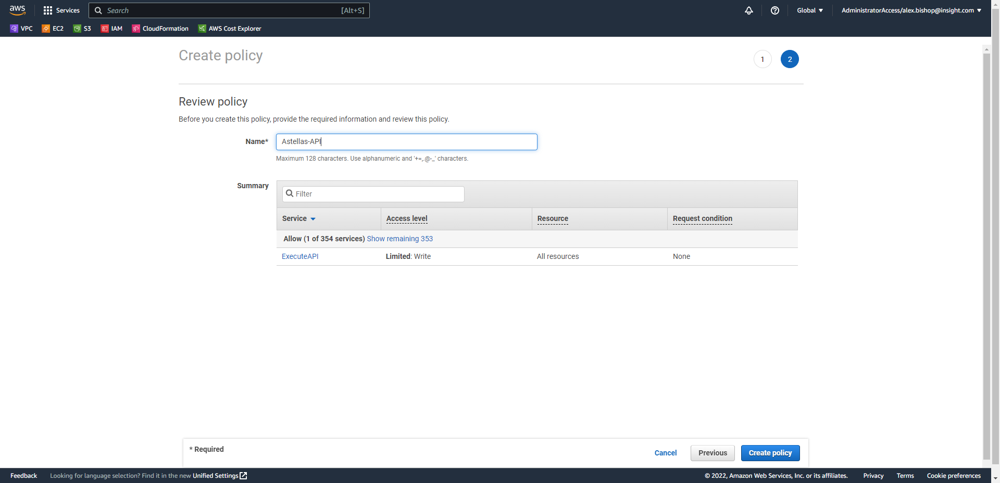 aws Services Search [Alt+S] Global AdministratorAccess/alex.bishop@insight.com
VPC EC2 S3 IAM CloudFormation AWS Cost Explorer
Create policy
1 2
Review policy
Before you create this policy, provide the required information and review this policy.
Name* Astellas-API
Maximum 128 characters. Use alphanumeric and '+=,.@-_' characters.
Summary
Filter
Service Access level Resource Request condition
Allow (1 of 354 services) Show remaining 353
ExecuteAPI Limited: Write All resources None
* Required
Cancel Previous Create policy
Feedback Looking for language selection? Find it in the new Unified Settings © 2022, Amazon Web Services, Inc. or its affiliates. Privacy Terms Cookie preferences